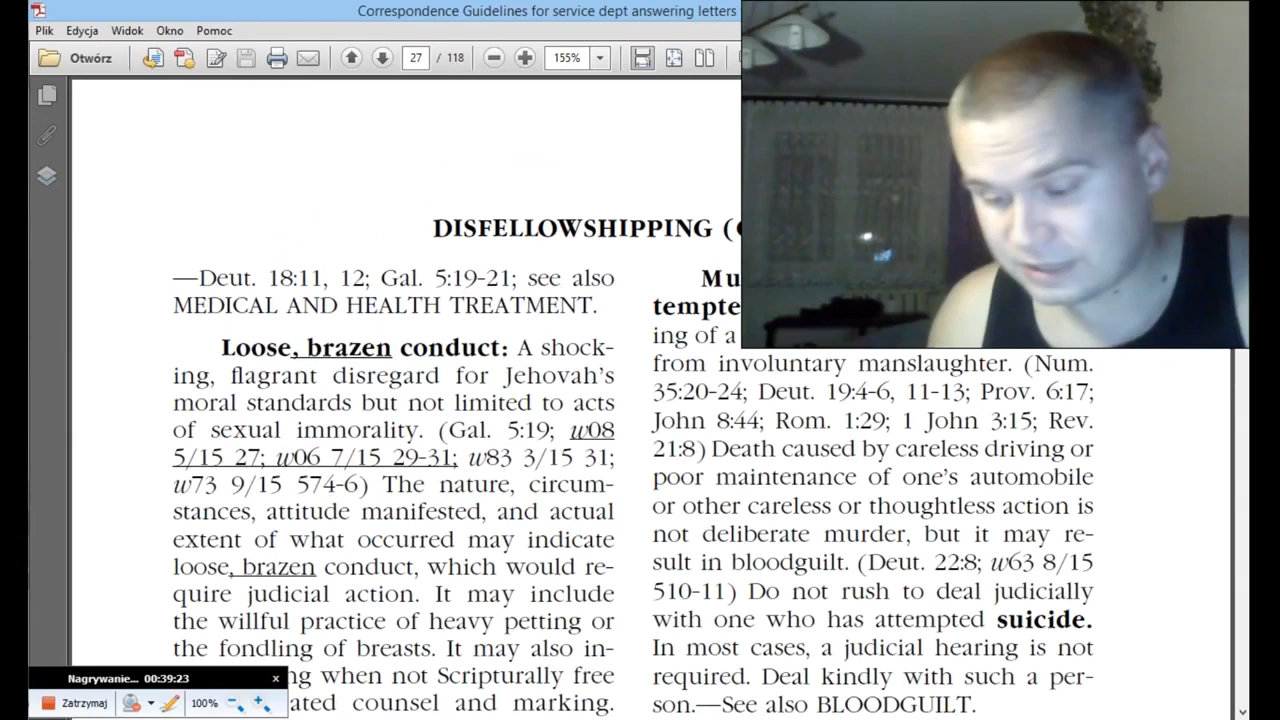 Correspondence Guidelines for service dept answering letters
Plik Edycja Widok Okno Pomoc
Otwórz 27 / 118 155%
DISFELLOWSHIPPING (
—Deut. 18:11, 12; Gal. 5:19-21; see also
MEDICAL AND HEALTH TREATMENT.
Loose, brazen conduct: A shock-
ing, flagrant disregard for Jehovah’s
moral standards but not limited to acts
of sexual immorality. (Gal. 5:19; w08
5/15 27; w06 7/15 29-31; w83 3/15 31;
w73 9/15 574-6) The nature, circum-
stances, attitude manifested, and actual
extent of what occurred may indicate
loose, brazen conduct, which would re-
quire judicial action. It may include
the willful practice of heavy petting or
the fondling of breasts. It may also in-
ng when not Scripturally free
ated counsel and marking.
Mu
tempte
ing of a
from involuntary manslaughter. (Num.
35:20-24; Deut. 19:4-6, 11-13; Prov. 6:17;
John 8:44; Rom. 1:29; 1 John 3:15; Rev.
21:8) Death caused by careless driving or
poor maintenance of one’s automobile
or other careless or thoughtless action is
not deliberate murder, but it may re-
sult in bloodguilt. (Deut. 22:8; w63 8/15
510-11) Do not rush to deal judicially
with one who has attempted suicide.
In most cases, a judicial hearing is not
required. Deal kindly with such a per-
son.—See also BLOODGUILT.
Nagrywanie... 00:39:23 x
Zatrzymaj 100%